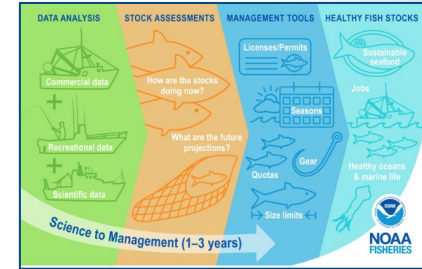 DATA ANALYSIS
Commercial data
+
Recreational data
+
Scientific data
STOCK ASSESSMENTS
How are the stocks
doing now?
What are the future
projections?
MANAGEMENT TOOLS
Licenses/Permits
Seasons
Quotas
Gear
Size limits
HEALTHY FISH STOCKS
Sustainable
seafood
Jobs
Healthy oceans
& marine life
Science to Management (1–3 years)
NOAA
FISHERIES